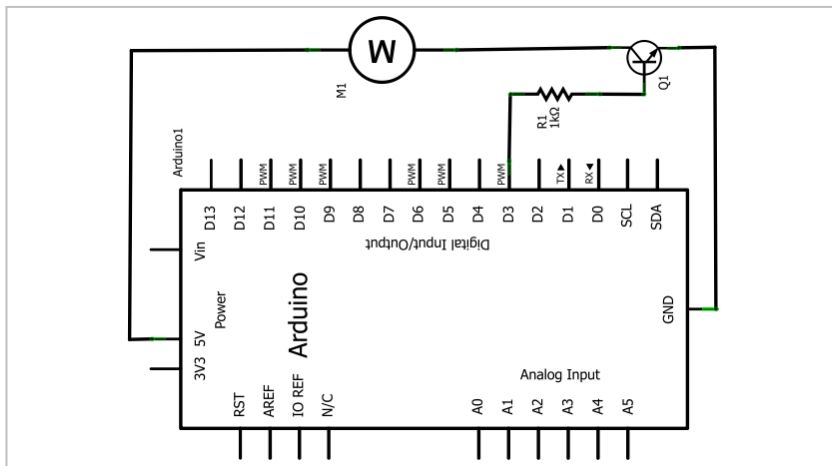 M
M1
Q1
R1
1kΩ
Arduino1
PWM
PWM
PWM
PWM
PWM
PWM
TX▶
RX◀
D13
D12
D11
D10
D9
D8
D7
D6
D5
D4
D3
D2
D1
D0
SCL
SDA
Digital Input/Output
Vin
Power
5V
3V3
Arduino
GND
Analog Input
RST
AREF
IO REF
N/C
A0
A1
A2
A3
A4
A5